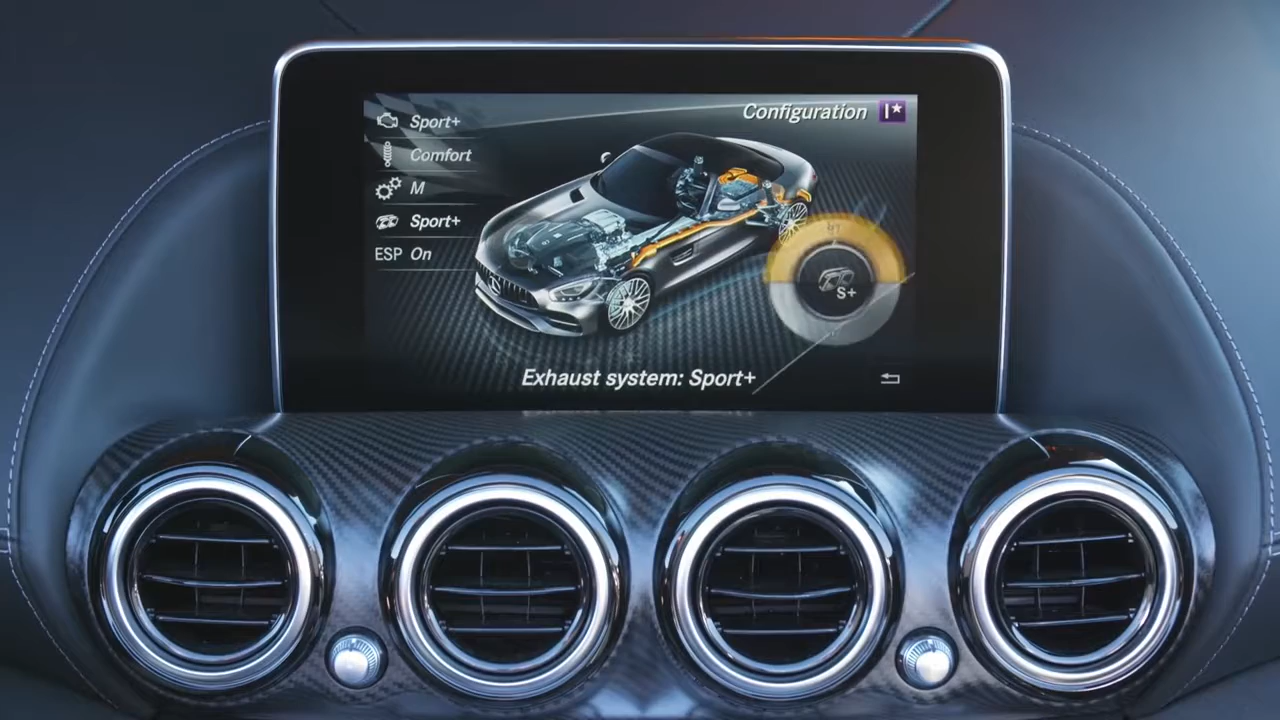 Configuration
I★
Sport+
Comfort
M
Sport+
ESP On
S+
Exhaust system: Sport+